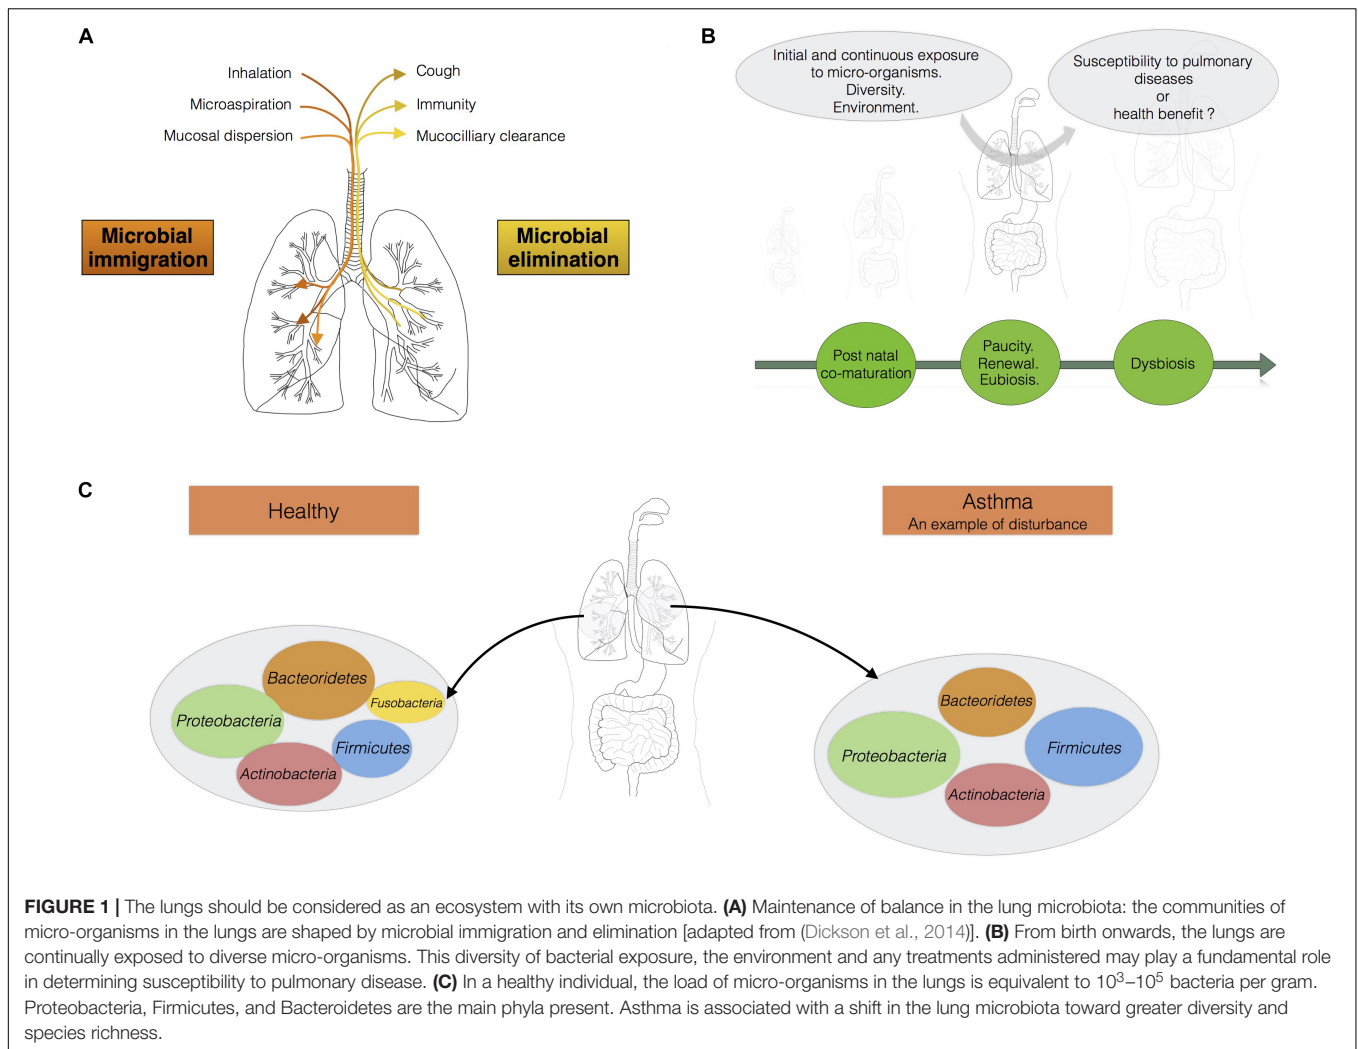 A
Inhalation
Microaspiration
Mucosal dispersion
Cough
Immunity
Mucocilliary clearance
Microbial
immigration
Microbial
elimination
B
Initial and continuous exposure
to micro-organisms.
Diversity.
Environment.
Susceptibility to pulmonary
diseases
or
health benefit ?
Post natal
co-maturation
Paucity.
Renewal.
Eubiosis.
Dysbiosis
C
Healthy
Asthma
An example of disturbance
Bacteoridetes
Fusobacteria
Proteobacteria
Firmicutes
Actinobacteria
Bacteoridetes
Proteobacteria
Firmicutes
Actinobacteria
FIGURE 1 | The lungs should be considered as an ecosystem with its own microbiota. (A) Maintenance of balance in the lung microbiota: the communities of
micro-organisms in the lungs are shaped by microbial immigration and elimination [adapted from (Dickson et al., 2014)]. (B) From birth onwards, the lungs are
continually exposed to diverse micro-organisms. This diversity of bacterial exposure, the environment and any treatments administered may play a fundamental role
in determining susceptibility to pulmonary disease. (C) In a healthy individual, the load of micro-organisms in the lungs is equivalent to 10³–10⁵ bacteria per gram.
Proteobacteria, Firmicutes, and Bacteroidetes are the main phyla present. Asthma is associated with a shift in the lung microbiota toward greater diversity and
species richness.